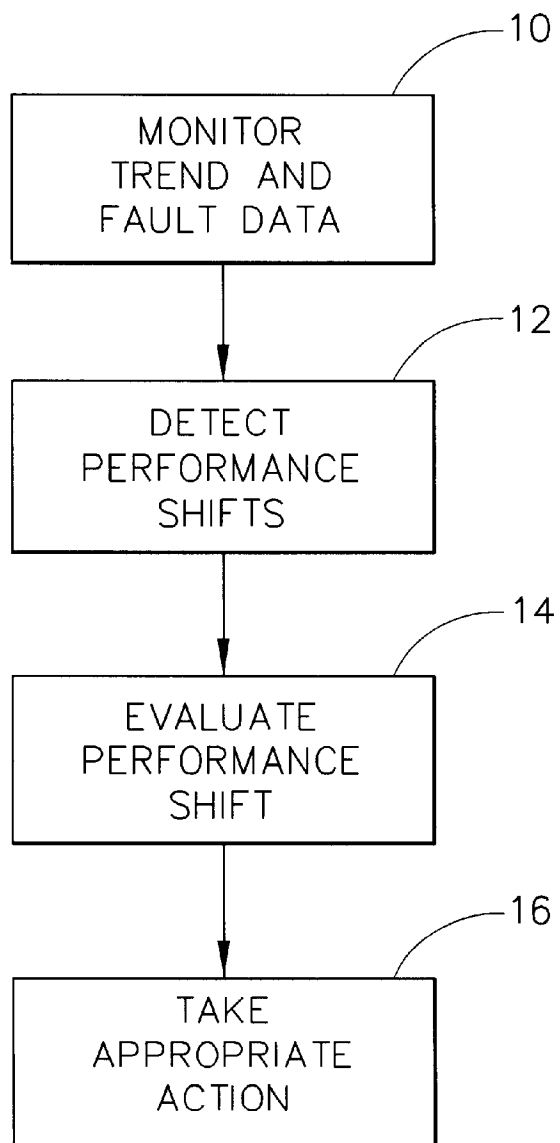 10
MONITOR
TREND AND
FAULT DATA
12
DETECT
PERFORMANCE
SHIFTS
14
EVALUATE
PERFORMANCE
SHIFT
16
TAKE
APPROPRIATE
ACTION